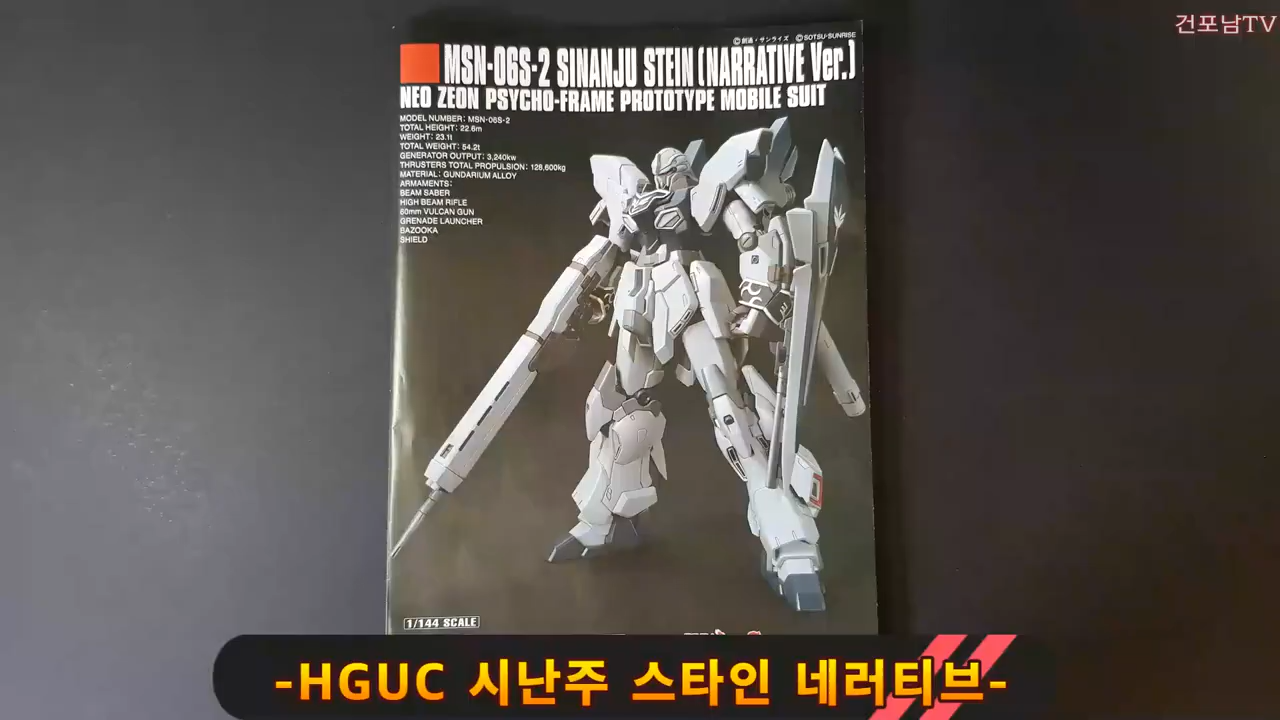 건포남TV
©創通・サンライズ ©SOTSU·SUNRISE
MSN-06S-2 SINANJU STEIN (NARRATIVE Ver.)
NEO ZEON PSYCHO-FRAME PROTOTYPE MOBILE SUIT
MODEL NUMBER: MSN-06S-2
TOTAL HEIGHT: 22.6m
WEIGHT: 23.1t
TOTAL WEIGHT: 54.2t
GENERATOR OUTPUT: 3,240kw
THRUSTERS TOTAL PROPULSION: 128,600kg
MATERIAL: GUNDARIUM ALLOY
ARMAMENTS:
BEAM SABER
HIGH BEAM RIFLE
60mm VULCAN GUN
GRENADE LAUNCHER
BAZOOKA
SHIELD
1/144 SCALE
-HGUC 시난주 스타인 네러티브-